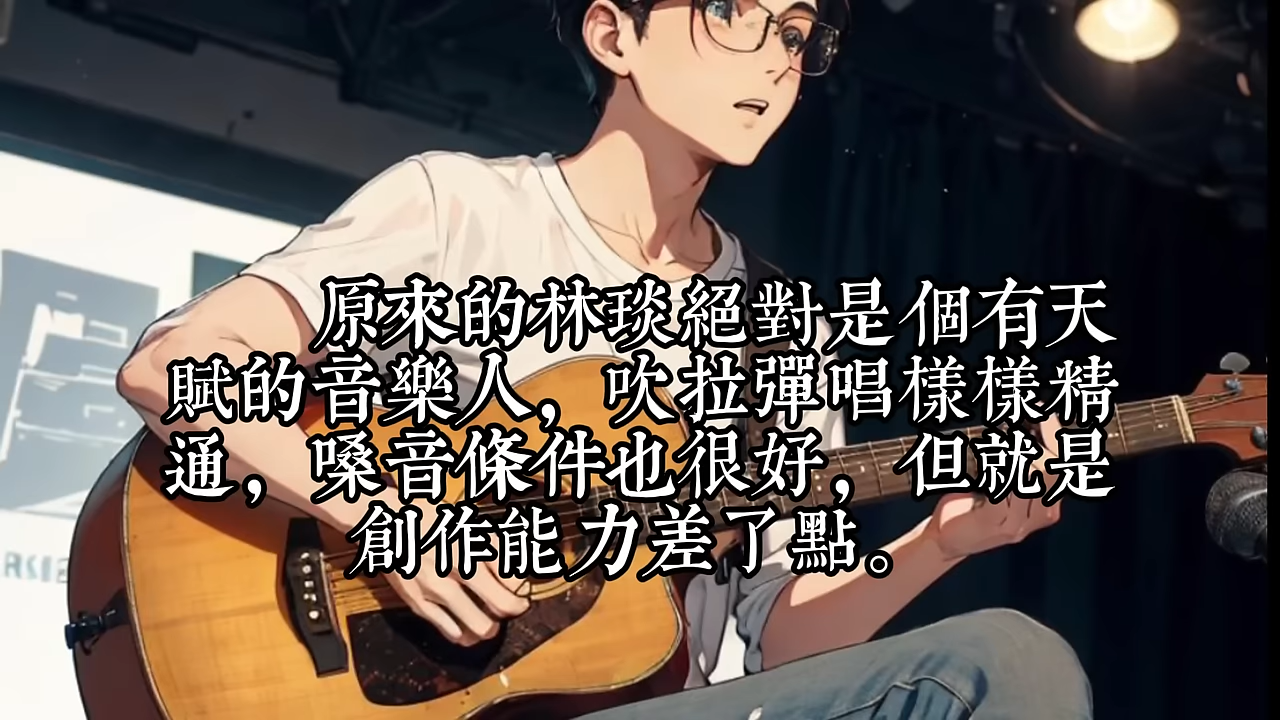 原來的林琰絕對是個有天
賦的音樂人，吹拉彈唱樣樣精
通，嗓音條件也很好，但就是
創作能力差了點。